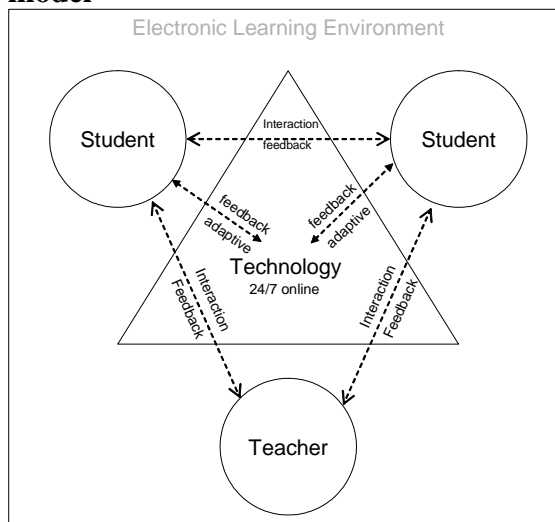 model
Electronic Learning Environment
Student
Student
Interaction
feedback
feedback
adaptive
feedback
adaptive
Technology
24/7 online
Interaction
Feedback
Interaction
Feedback
Teacher